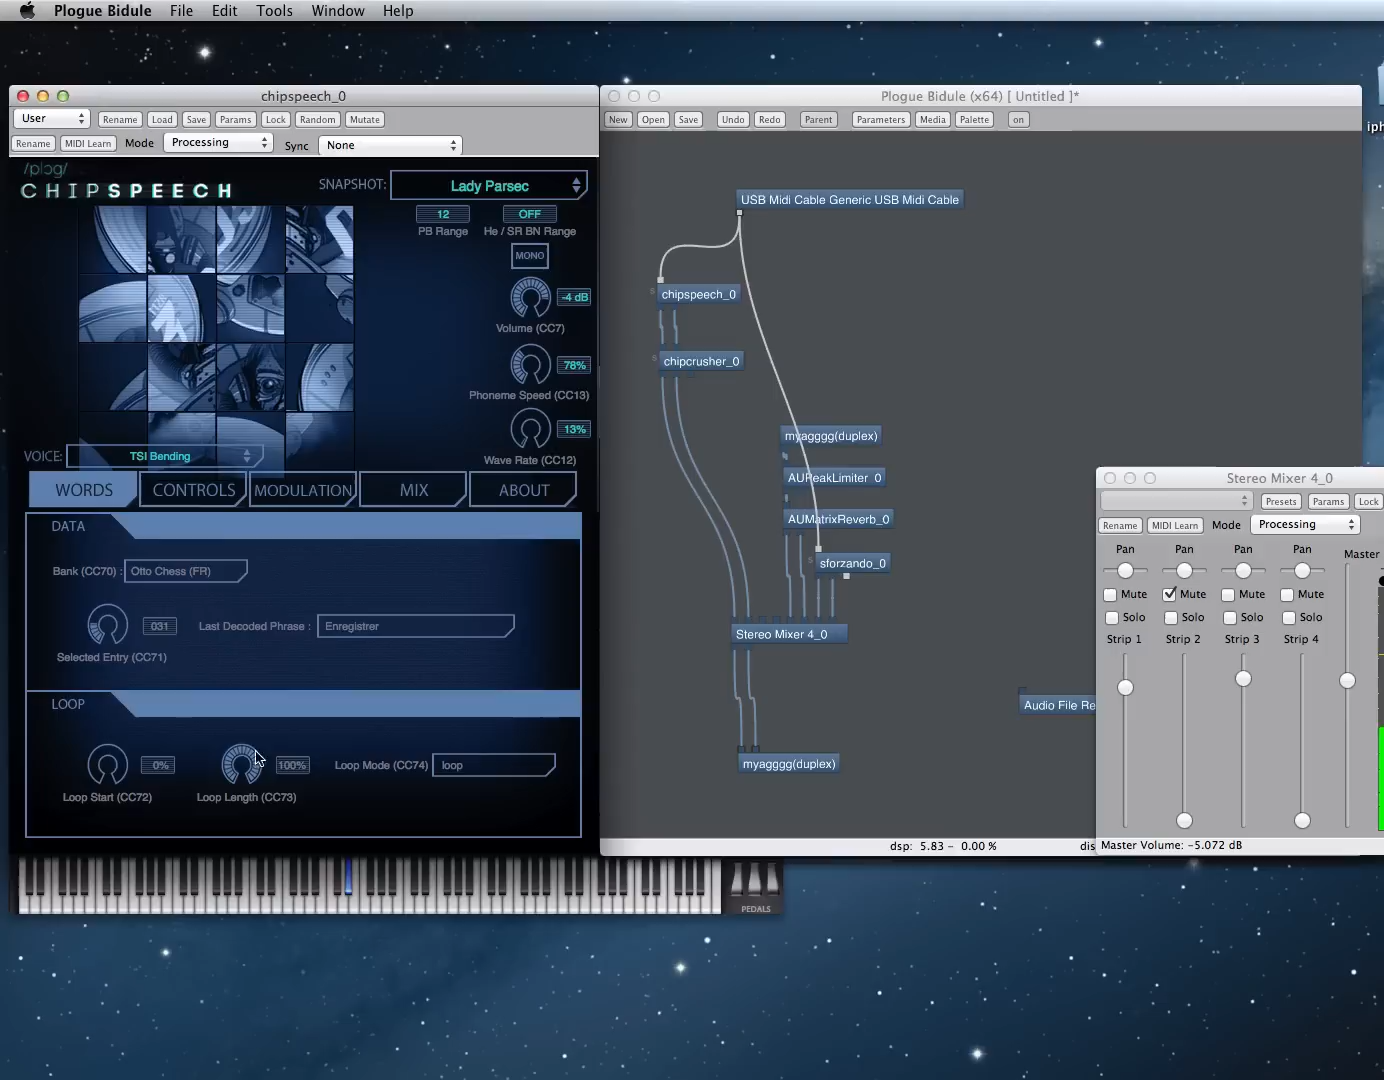 Plogue Bidule File Edit Tools Window Help
chipspeech_0
User Rename Load Save Params Lock Random Mutate
Rename MIDI Learn Mode Processing Sync None
/plog/
CHIPSPEECH
SNAPSHOT: Lady Parsec
12 OFF
PB Range He / SR BN Range
MONO
-4 dB
Volume (CC7)
78%
Phoneme Speed (CC13)
13%
Wave Rate (CC12)
VOICE: TSI Bending
WORDS CONTROLS MODULATION MIX ABOUT
DATA
Bank (CC70) : Otto Chess (FR)
031 Last Decoded Phrase : Enregistrer
Selected Entry (CC71)
LOOP
0% 100% Loop Mode (CC74) loop
Loop Start (CC72) Loop Length (CC73)
PEDALS
Plogue Bidule (x64) [ Untitled ]*
New Open Save Undo Redo Parent Parameters Media Palette on
USB Midi Cable Generic USB Midi Cable
s chipspeech_0
s chipcrusher_0
myagggg(duplex)
AUPeakLimiter_0
AUMatrixReverb_0
s sforzando_0
Stereo Mixer 4_0
Audio File Re
myagggg(duplex)
dsp: 5.83 - 0.00 %
dis
Stereo Mixer 4_0
Presets Params Lock
Rename MIDI Learn Mode Processing
Pan Pan Pan Pan Master
Mute Mute Mute Mute
Solo Solo Solo Solo
Strip 1 Strip 2 Strip 3 Strip 4
Master Volume: -5.072 dB
iph